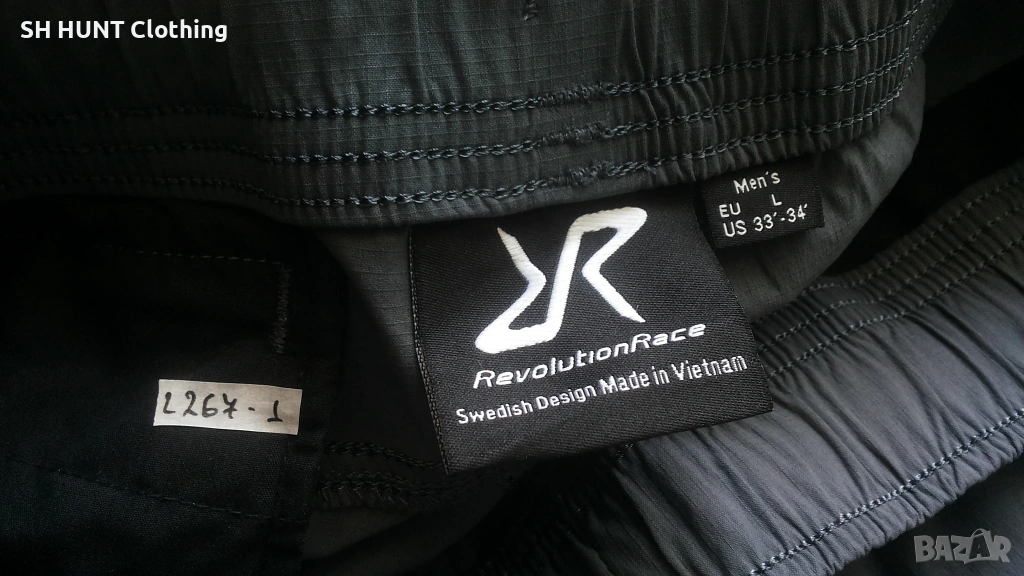 SH HUNT Clothing
Men's
EU L
US 33'-34'
RevolutionRace
Swedish Design Made in Vietnam
2267-1
BAZAR